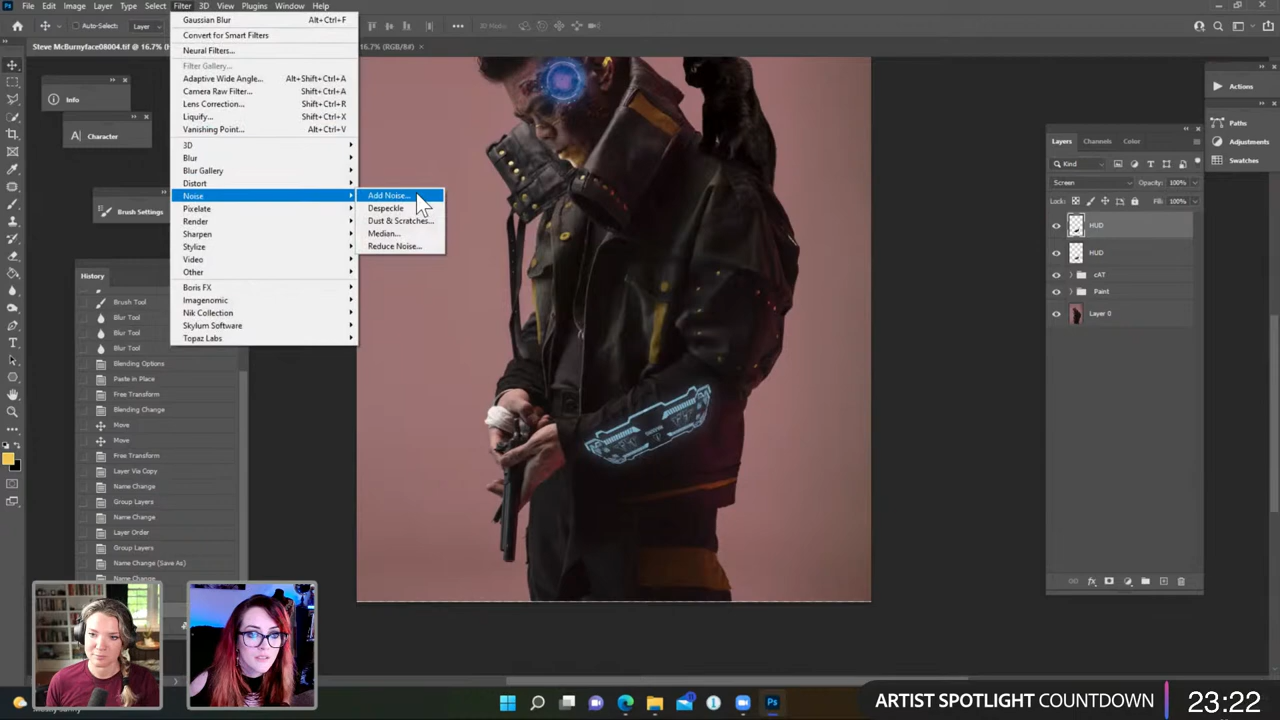 File Edit Image Layer Type Select Filter 3D View Plugins Window Help
Auto-Select: Layer
Steve McBurnyface08004.tif @ 16.7%
16.7% (RGB/8#)
Gaussian Blur Alt+Ctrl+F
Convert for Smart Filters
Neural Filters...
Filter Gallery...
Adaptive Wide Angle... Alt+Shift+Ctrl+A
Camera Raw Filter... Shift+Ctrl+A
Lens Correction... Shift+Ctrl+R
Liquify... Shift+Ctrl+X
Vanishing Point... Alt+Ctrl+V
3D
Blur
Blur Gallery
Distort
Noise
Pixelate
Render
Sharpen
Stylize
Video
Other
Boris FX
Imagenomic
Nik Collection
Skylum Software
Topaz Labs
Add Noise...
Despeckle
Dust & Scratches...
Median...
Reduce Noise...
Info
Character
Brush Settings
History
Brush Tool
Blur Tool
Blur Tool
Blur Tool
Blending Options
Paste in Place
Free Transform
Blending Change
Move
Move
Free Transform
Layer Via Copy
Name Change
Group Layers
Name Change
Layer Order
Group Layers
Name Change (Save As)
Name Change
Actions
Paths
Adjustments
Swatches
Layers Channels Color
Kind
Screen Opacity: 100%
Lock: Fill: 100%
HUD
HUD
cAT
Paint
Layer 0
ARTIST SPOTLIGHT COUNTDOWN 23:22